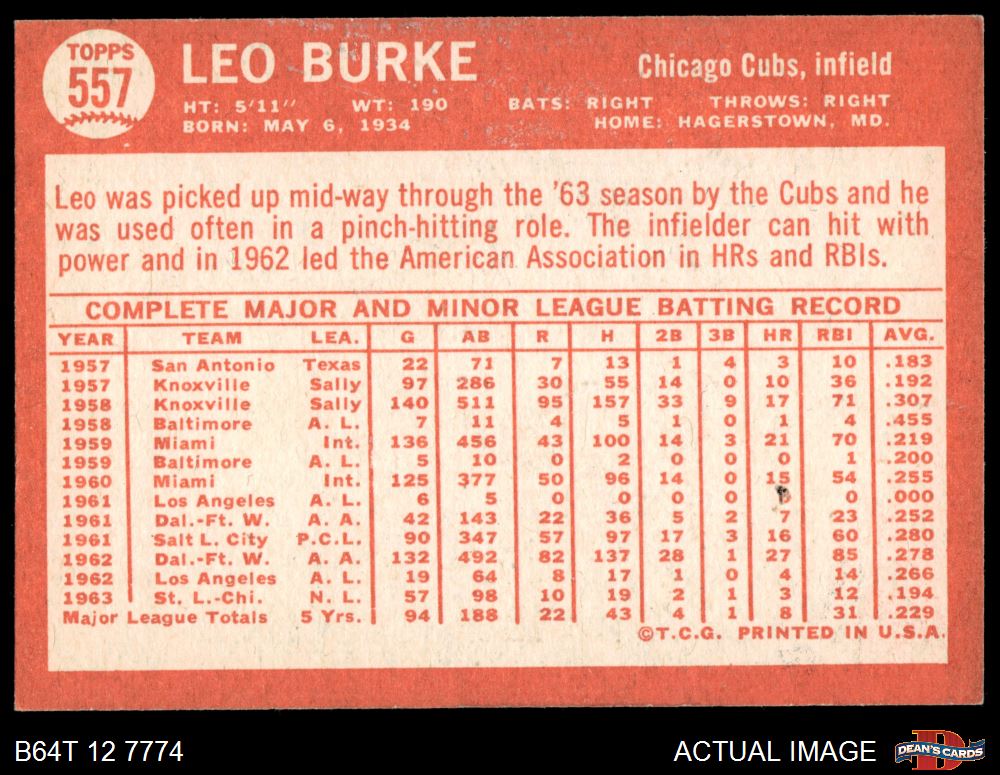 TOPPS
557
LEO BURKE
Chicago Cubs, infield
HT: 5'11" WT: 190 BATS: RIGHT THROWS: RIGHT
BORN: MAY 6, 1934 HOME: HAGERSTOWN, MD.
Leo was picked up mid-way through the '63 season by the Cubs and he
was used often in a pinch-hitting role. The infielder can hit with
power and in 1962 led the American Association in HRs and RBIs.
COMPLETE MAJOR AND MINOR LEAGUE BATTING RECORD
YEAR TEAM LEA. G AB R H 2B 3B HR RBI AVG.
1957 San Antonio Texas 22 71 7 13 1 4 3 10 .183
1957 Knoxville Sally 97 286 30 55 14 0 10 36 .192
1958 Knoxville Sally 140 511 95 157 33 9 17 71 .307
1958 Baltimore A. L. 7 11 4 5 1 0 1 4 .455
1959 Miami Int. 136 456 43 100 14 3 21 70 .219
1959 Baltimore A. L. 5 10 0 2 0 0 0 1 .200
1960 Miami Int. 125 377 50 96 14 0 15 54 .255
1961 Los Angeles A. L. 6 5 0 0 0 0 0 .000
1961 Dal.-Ft. W. A. A. 42 143 22 36 5 2 7 23 .252
1961 Salt L. City P.C.L. 90 347 57 97 17 3 16 60 .280
1962 Dal.-Ft. W. A. A. 132 492 82 137 28 1 27 85 .278
1962 Los Angeles A. L. 19 64 8 17 1 0 4 14 .266
1963 St. L.-Chi. N. L. 57 98 10 19 2 1 3 12 .194
Major League Totals 5 Yrs. 94 188 22 43 4 1 8 31 .229
©T.C.G. PRINTED IN U.S.A.
B64T 12 7774
ACTUAL IMAGE
DEAN'S CARDS